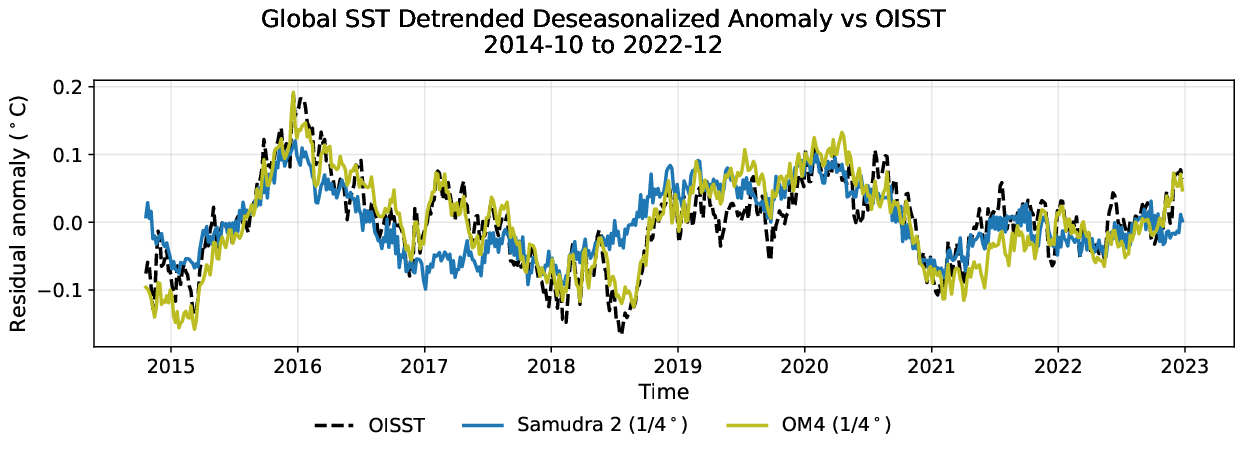 Global SST Detrended Deseasonalized Anomaly vs OISST
2014-10 to 2022-12
Residual anomaly (°C)
0.2
0.1
0.0
−0.1
2015 2016 2017 2018 2019 2020 2021 2022 2023
Time
OISST Samudra 2 (1/4°) OM4 (1/4°)